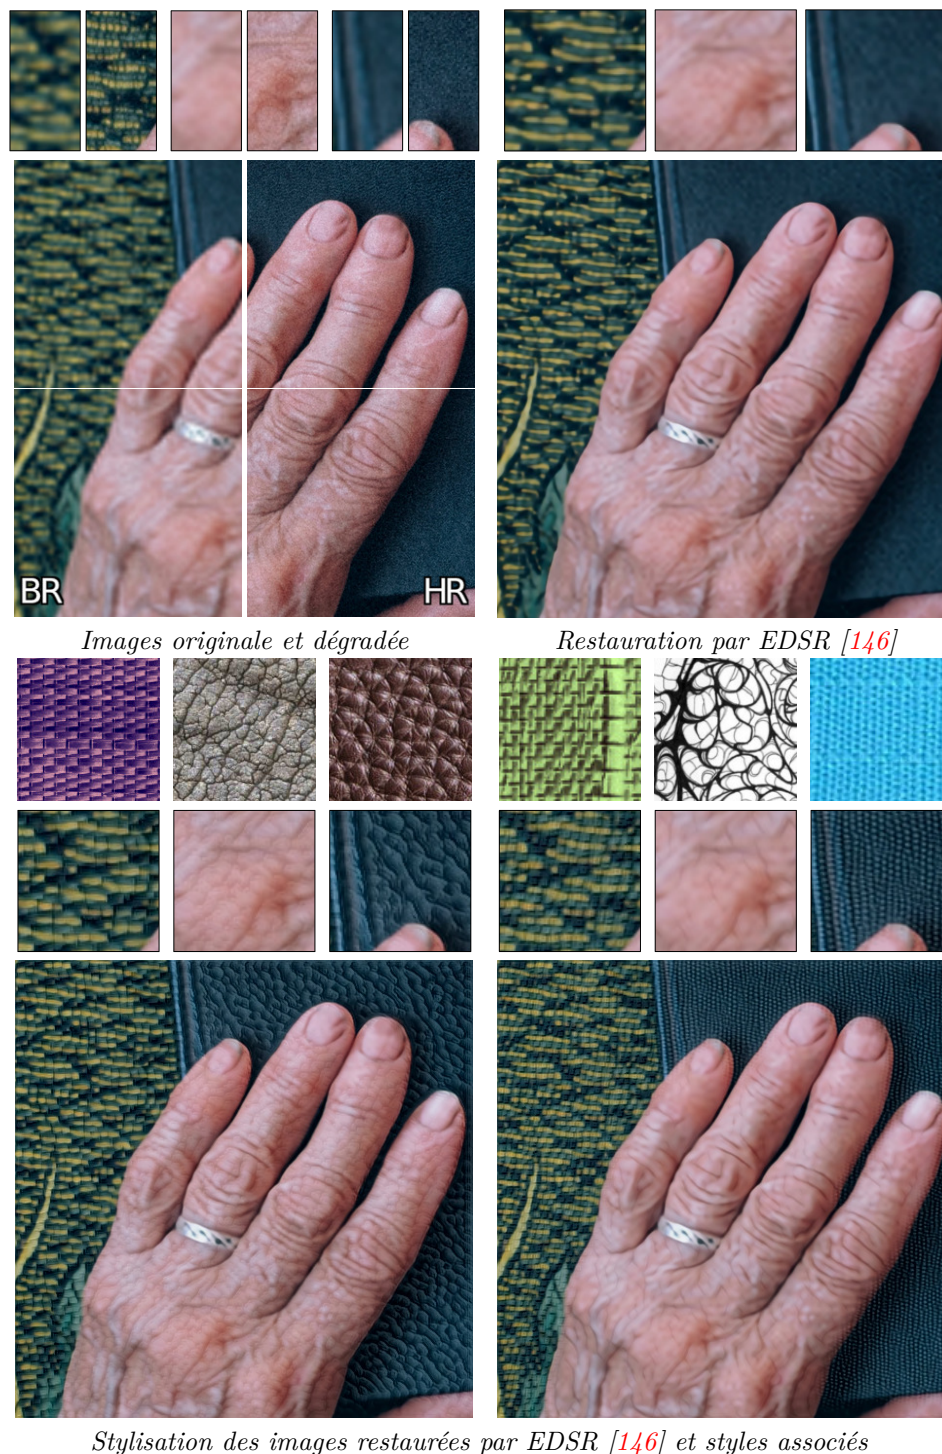 BR
HR
Images originale et dégradée
Restauration par EDSR [146]
Stylisation des images restaurées par EDSR [146] et styles associés